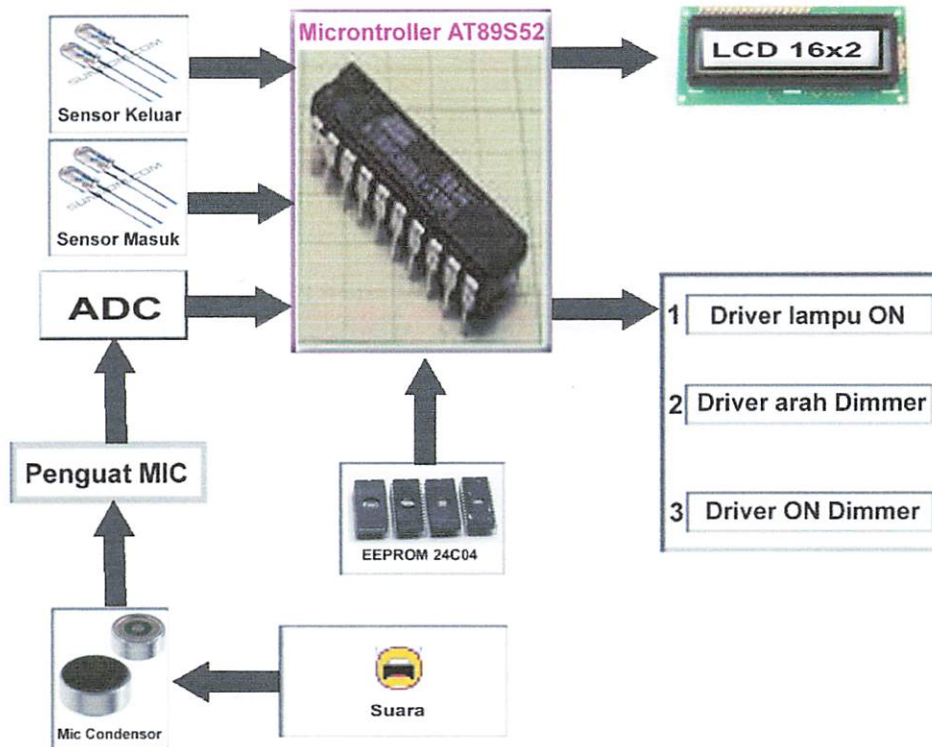 Microntroller AT89S52
LCD 16x2
Sensor Keluar
Sensor Masuk
ADC
1 Driver lampu ON
2 Driver arah Dimmer
3 Driver ON Dimmer
Penguat MIC
EEPROM 24C04
Mic Condensor
Suara